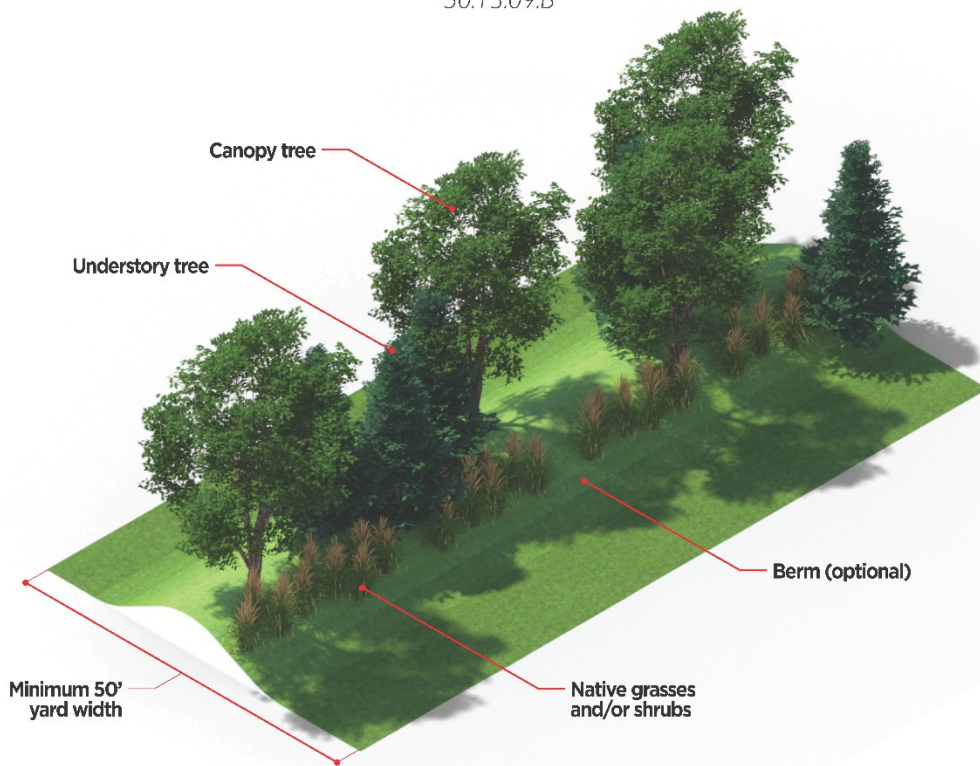 Canopy tree
Understory tree
Berm (optional)
Minimum 50'
yard width
Native grasses
and/or shrubs